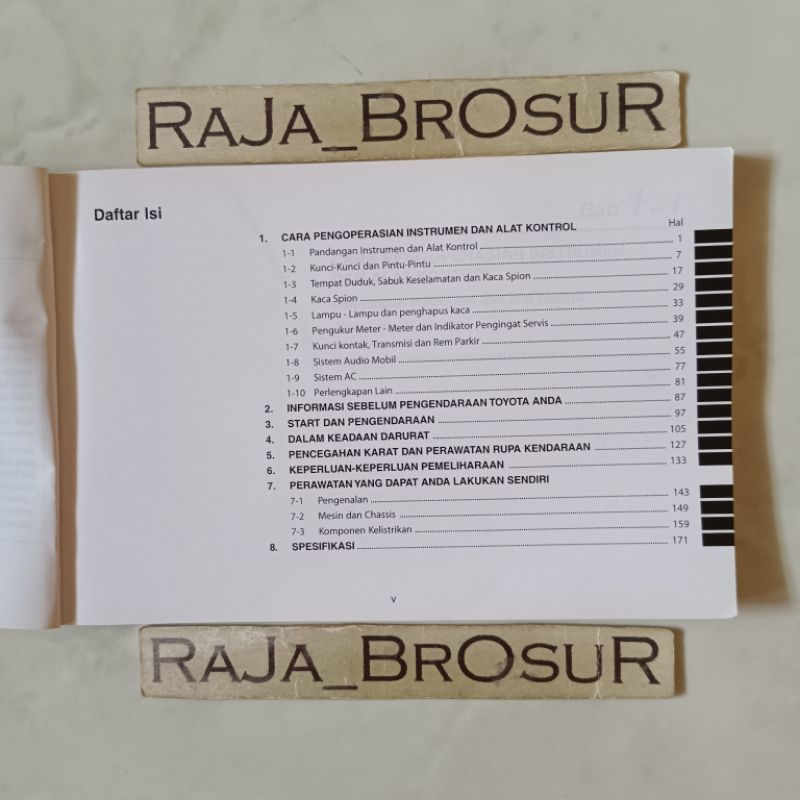 RAJA_BROSUR
Daftar Isi
Hal
1. CARA PENGOPERASIAN INSTRUMEN DAN ALAT KONTROL
1-1 Pandangan Instrumen dan Alat Kontrol 1
1-2 Kunci-Kunci dan Pintu-Pintu 7
1-3 Tempat Duduk, Sabuk Keselamatan dan Kaca Spion 17
1-4 Kaca Spion 29
1-5 Lampu - Lampu dan penghapus kaca 33
1-6 Pengukur Meter - Meter dan Indikator Pengingat Servis 39
1-7 Kunci kontak, Transmisi dan Rem Parkir 47
1-8 Sistem Audio Mobil 55
1-9 Sistem AC 77
1-10 Perlengkapan Lain 81
2. INFORMASI SEBELUM PENGENDARAAN TOYOTA ANDA 87
3. START DAN PENGENDARAAN 97
4. DALAM KEADAAN DARURAT 105
5. PENCEGAHAN KARAT DAN PERAWATAN RUPA KENDARAAN 127
6. KEPERLUAN-KEPERLUAN PEMELIHARAAN 133
7. PERAWATAN YANG DAPAT ANDA LAKUKAN SENDIRI
7-1 Pengenalan 143
7-2 Mesin dan Chassis 149
7-3 Komponen Kelistrikan 159
8. SPESIFIKASI 171
v
RAJA_BROSUR